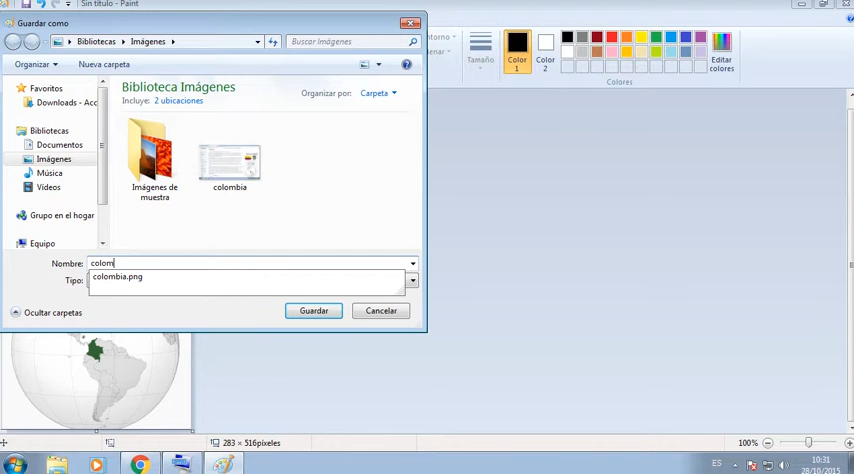 Sin título - Paint
Guardar como
Bibliotecas ▸ Imágenes ▸
Buscar Imágenes
Organizar
Nueva carpeta
Favoritos
Downloads - Acc
Bibliotecas
Documentos
Imágenes
Música
Vídeos
Grupo en el hogar
Equipo
Biblioteca Imágenes
Incluye: 2 ubicaciones
Organizar por: Carpeta
Imágenes de
muestra
colombia
Nombre: colom
Tipo:
colombia.png
Ocultar carpetas
Guardar
Cancelar
Tamaño
Color
1
Color
2
Editar
colores
Colores
283 × 516píxeles
100%
ES
10:31
28/10/2015